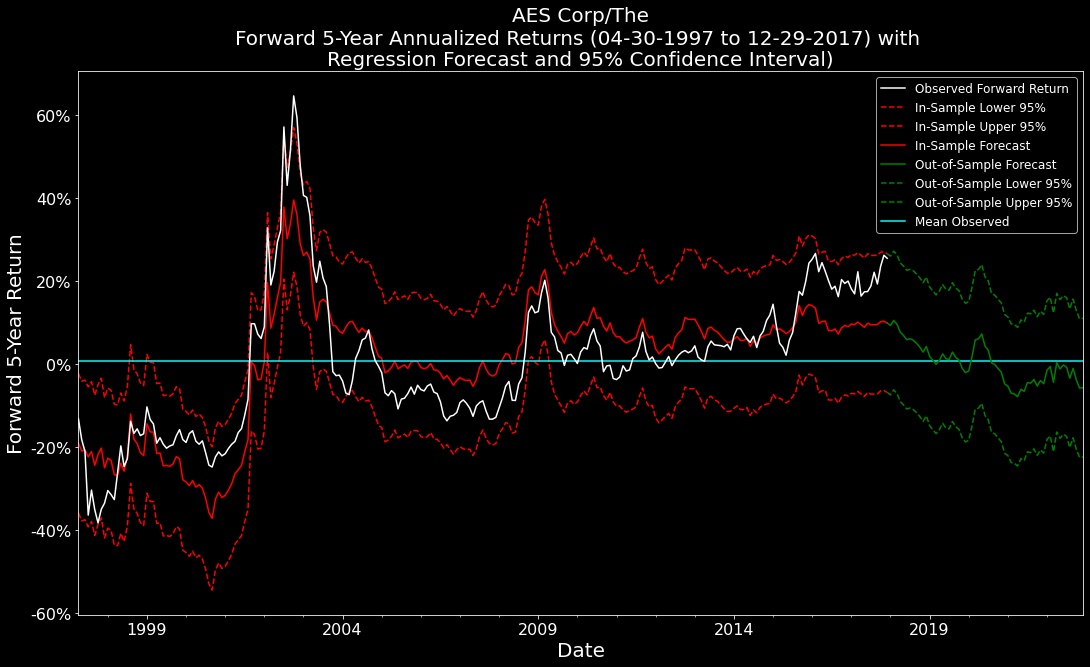 AES Corp/The
Forward 5-Year Annualized Returns (04-30-1997 to 12-29-2017) with
Regression Forecast and 95% Confidence Interval)
Observed Forward Return
In-Sample Lower 95%
In-Sample Upper 95%
In-Sample Forecast
Out-of-Sample Forecast
Out-of-Sample Lower 95%
Out-of-Sample Upper 95%
Mean Observed
Forward 5-Year Return
60%
40%
20%
0%
-20%
-40%
-60%
1999
2004
2009
2014
2019
Date